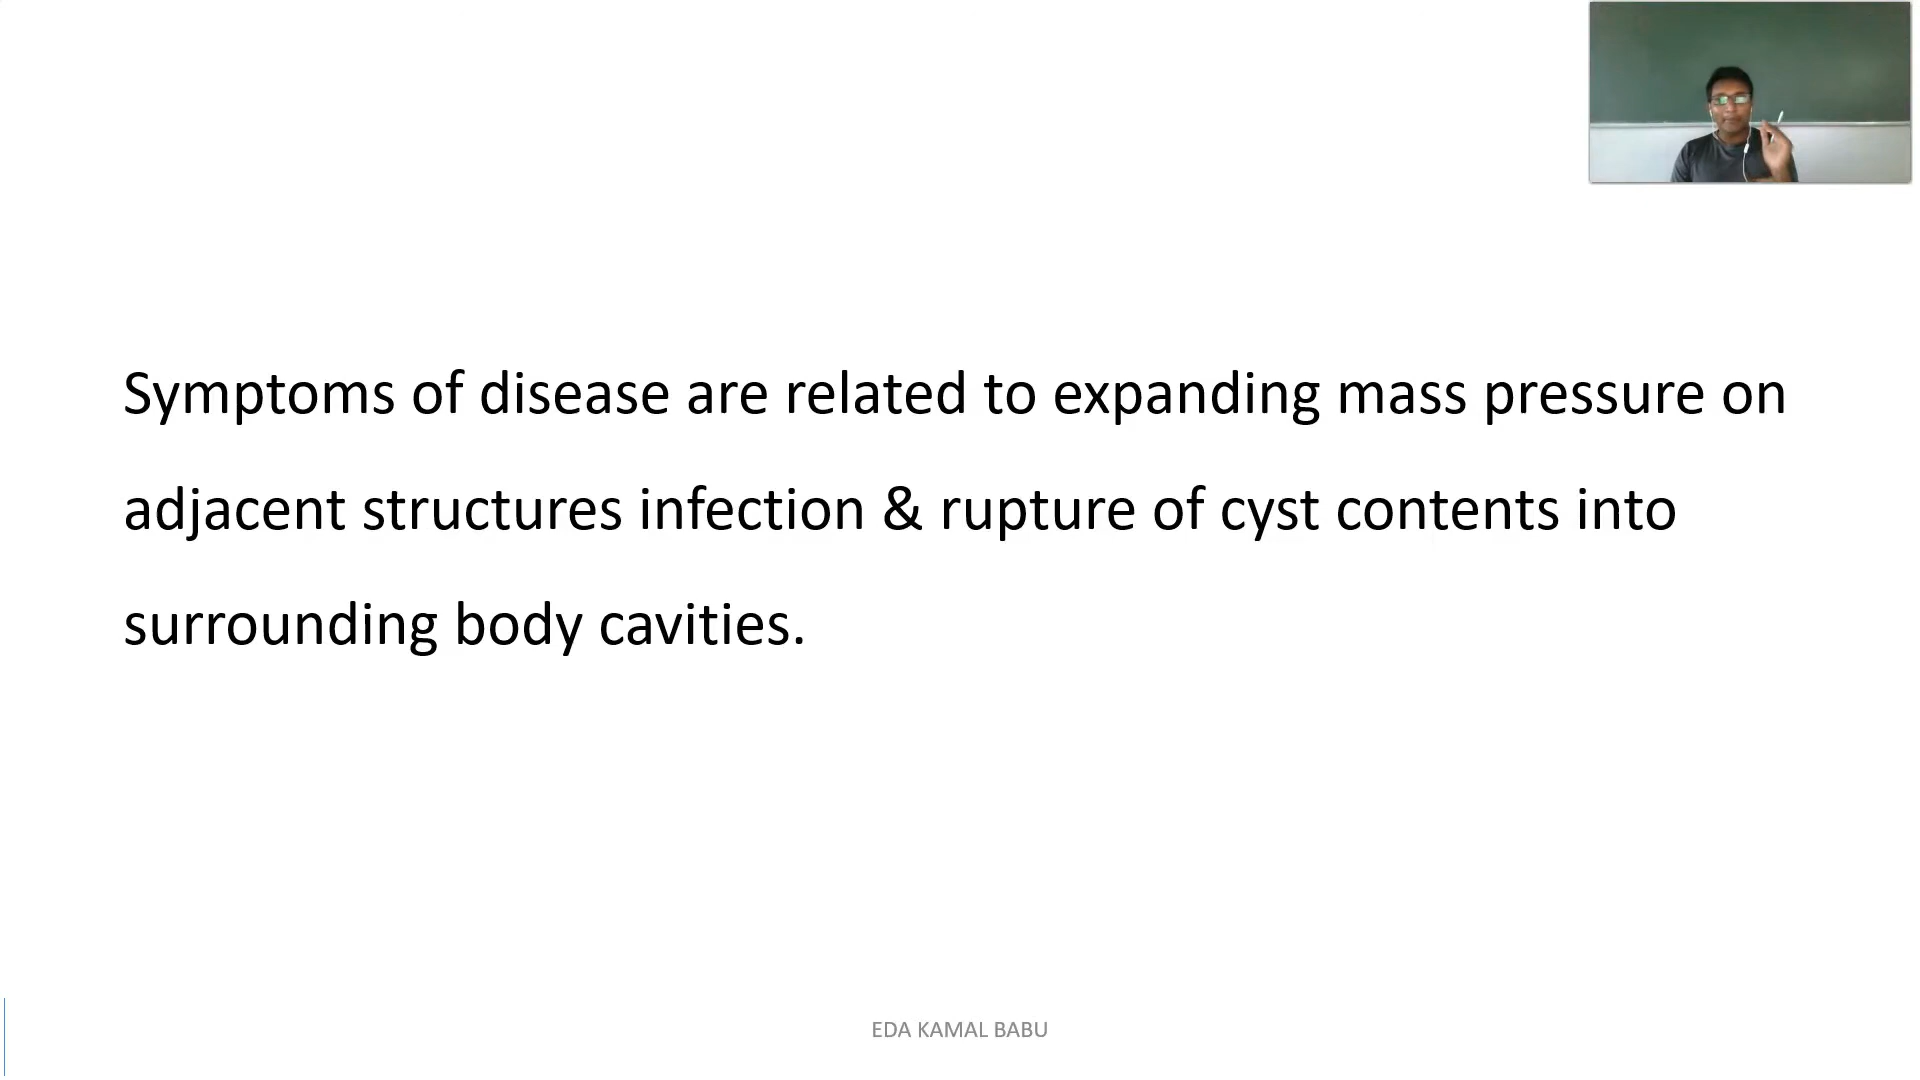 Symptoms of disease are related to expanding mass pressure on
adjacent structures infection & rupture of cyst contents into
surrounding body cavities.
EDA KAMAL BABU